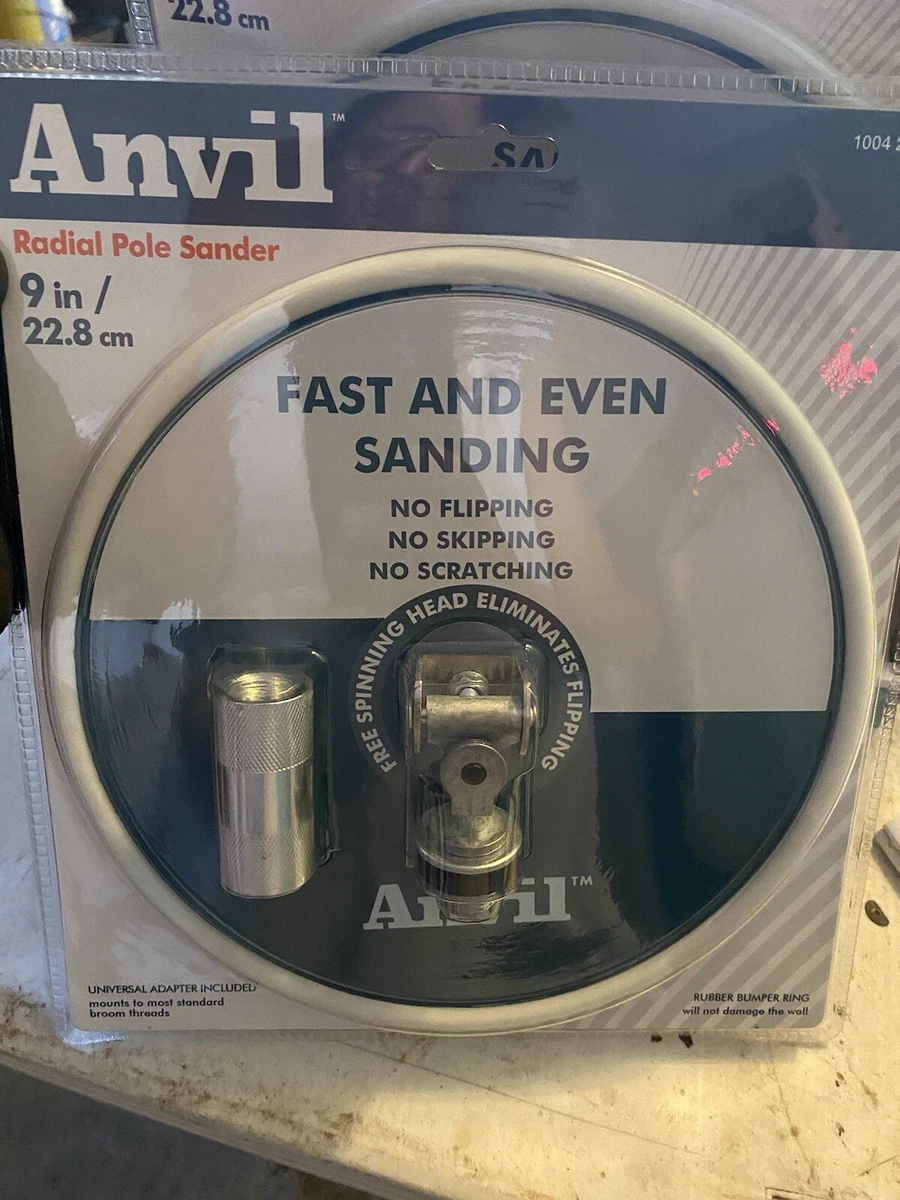 22.8 cm
Anvil™
SA
1004 2
Radial Pole Sander
9 in /
22.8 cm
FAST AND EVEN
SANDING
NO FLIPPING
NO SKIPPING
NO SCRATCHING
FREE SPINNING HEAD ELIMINATES FLIPPING
Anvil™
UNIVERSAL ADAPTER INCLUDED
mounts to most standard
broom threads
RUBBER BUMPER RING
will not damage the wall